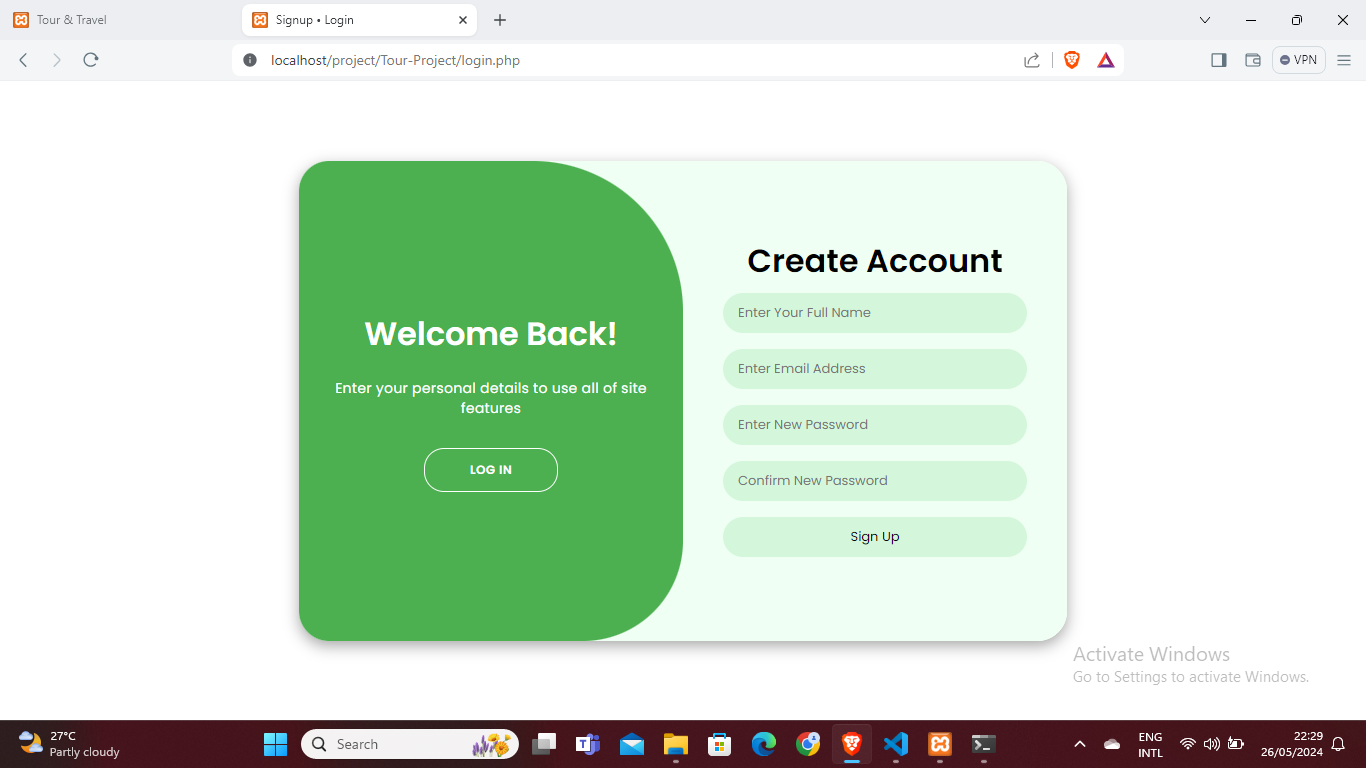 Tour & Travel
Signup • Login
localhost/project/Tour-Project/login.php
VPN
Welcome Back!
Enter your personal details to use all of site
features
LOG IN
Create Account
Enter Your Full Name
Enter Email Address
Enter New Password
Confirm New Password
Sign Up
Activate Windows
Go to Settings to activate Windows.
27°C
Partly cloudy
Search
ENG
INTL
22:29
26/05/2024